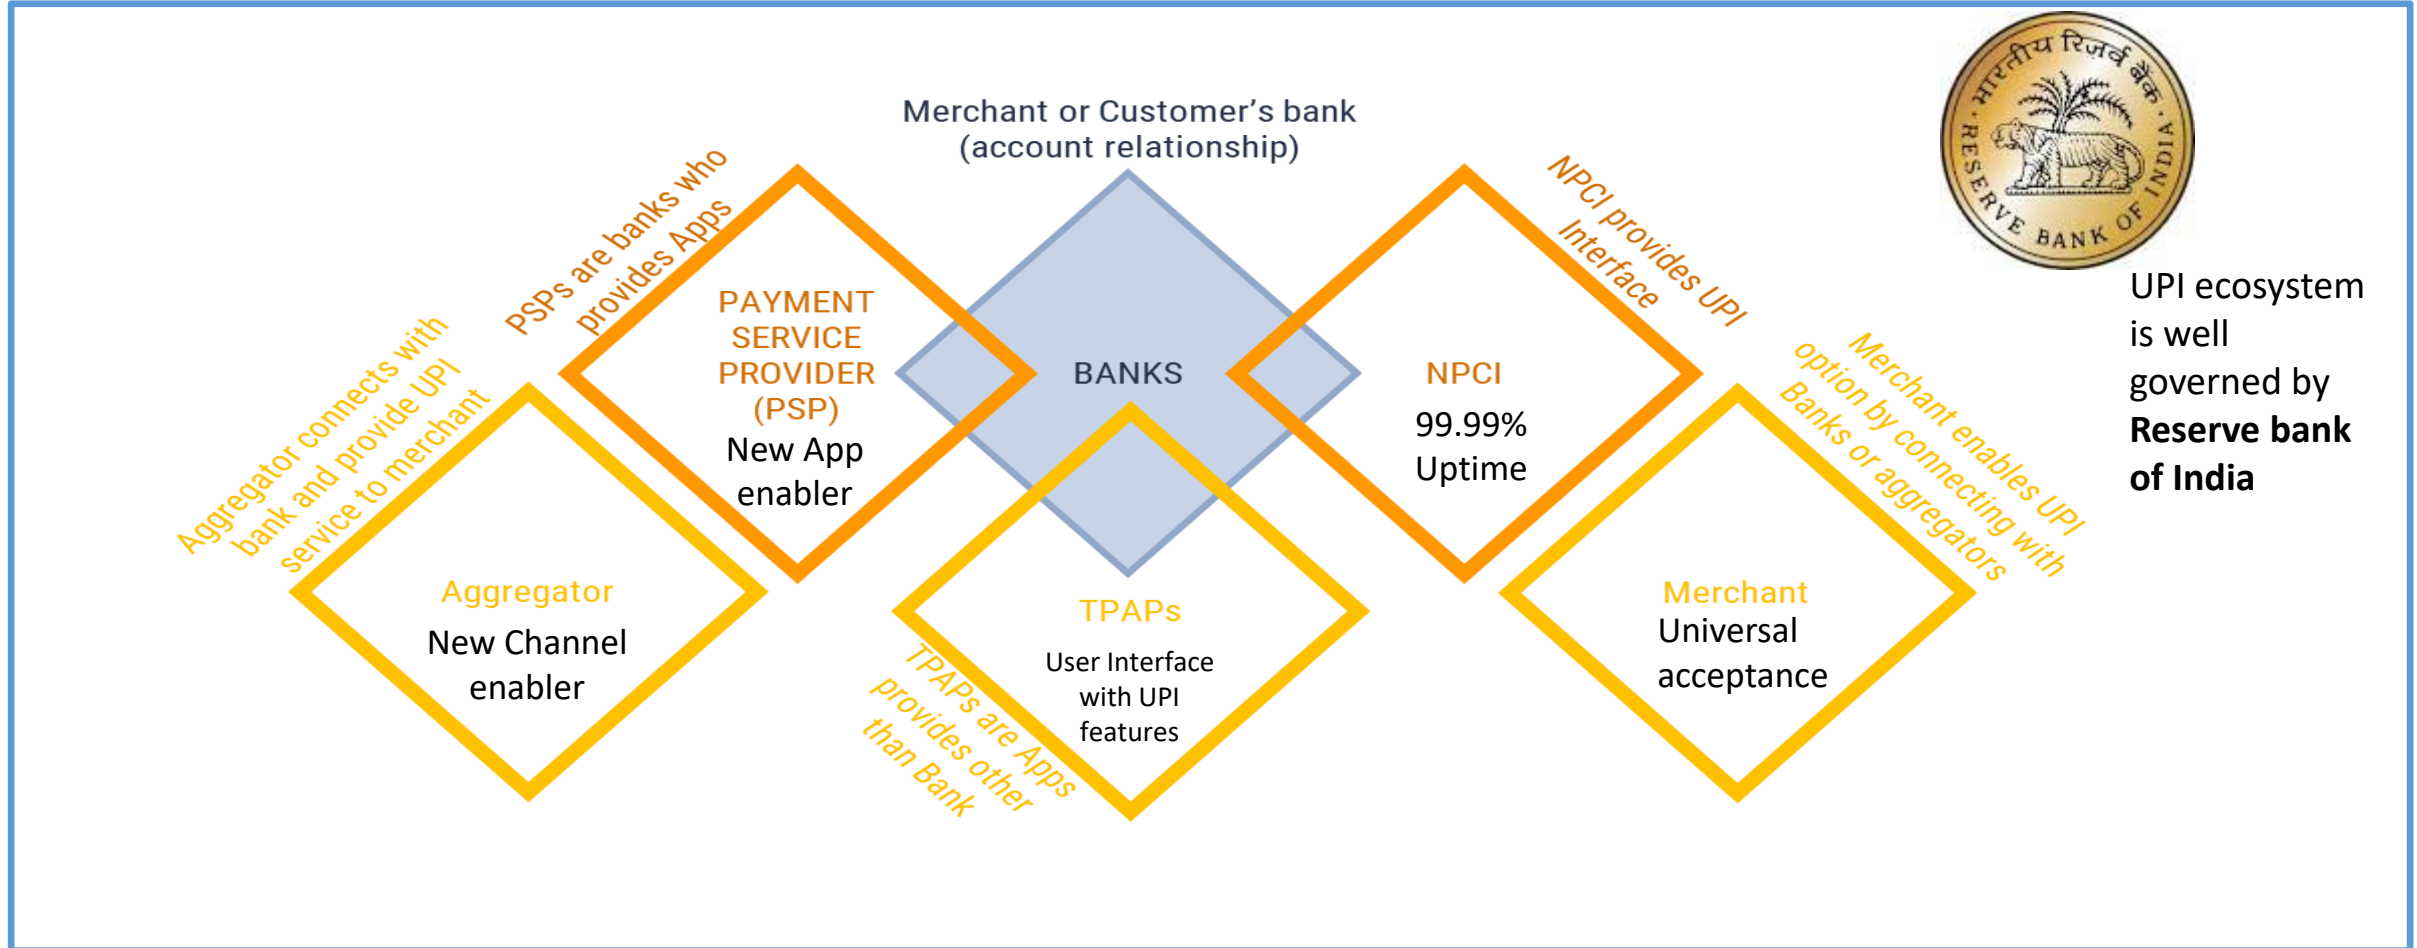 Merchant or Customer's bank
(account relationship)
PSPs are banks who
provides Apps
PAYMENT
SERVICE
PROVIDER
(PSP)
New App
enabler
BANKS
NPCI provides UPI
Interface
NPCI
99.99%
Uptime
भारतीय रिज़र्व बैंक
RESERVE BANK OF INDIA
UPI ecosystem
is well
governed by
Reserve bank
of India
Aggregator connects with
bank and provide UPI
service to merchant
Aggregator
New Channel
enabler
TPAPs
User Interface
with UPI
features
TPAPs are Apps
provides other
than Bank
Merchant enables UPI
option by connecting with
Banks or aggregators
Merchant
Universal
acceptance